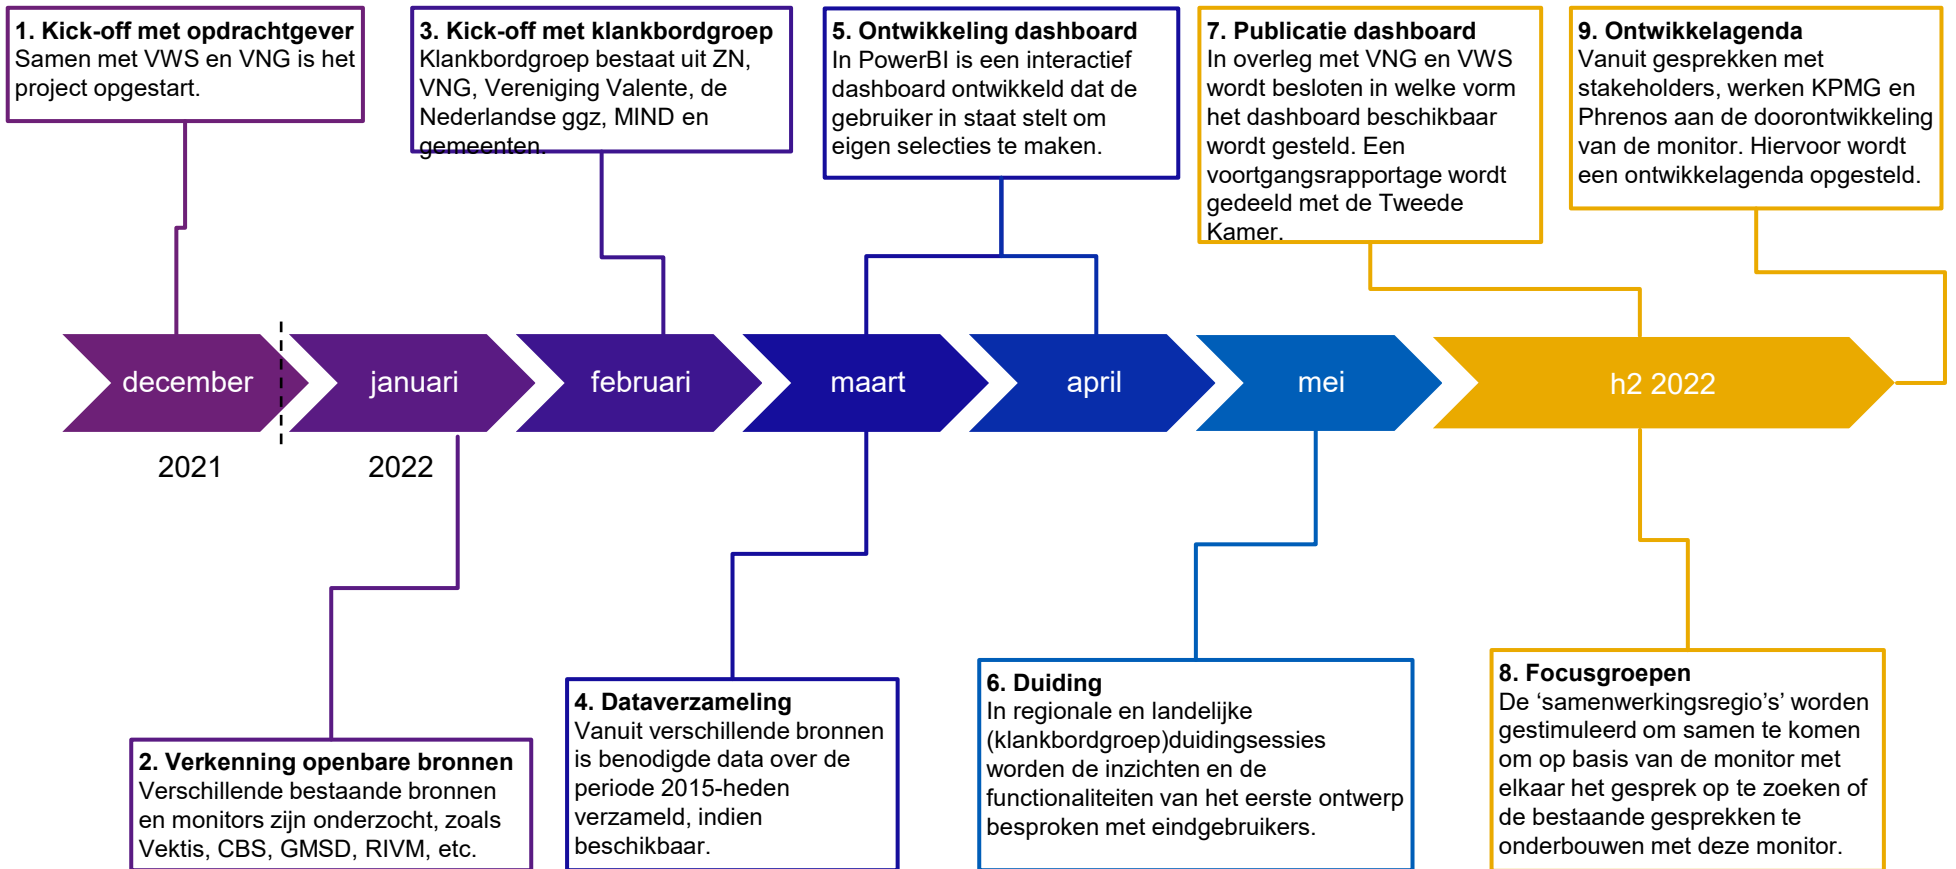 1. Kick-off met opdrachtgever
Samen met VWS en VNG is het
project opgestart.
3. Kick-off met klankbordgroep
Klankbordgroep bestaat uit ZN,
VNG, Vereniging Valente, de
Nederlandse ggz, MIND en
gemeenten.
5. Ontwikkeling dashboard
In PowerBI is een interactief
dashboard ontwikkeld dat de
gebruiker in staat stelt om
eigen selecties te maken.
7. Publicatie dashboard
In overleg met VNG en VWS
wordt besloten in welke vorm
het dashboard beschikbaar
wordt gesteld. Een
voortgangsrapportage wordt
gedeeld met de Tweede
Kamer.
9. Ontwikkelagenda
Vanuit gesprekken met
stakeholders, werken KPMG en
Phrenos aan de doorontwikkeling
van de monitor. Hiervoor wordt
een ontwikkelagenda opgesteld.
december
januari
februari
maart
april
mei
h2 2022
2021
2022
2. Verkenning openbare bronnen
Verschillende bestaande bronnen
en monitors zijn onderzocht, zoals
Vektis, CBS, GMSD, RIVM, etc.
4. Dataverzameling
Vanuit verschillende bronnen
is benodigde data over de
periode 2015-heden
verzameld, indien
beschikbaar.
6. Duiding
In regionale en landelijke
(klankbordgroep)duidingsessies
worden de inzichten en de
functionaliteiten van het eerste ontwerp
besproken met eindgebruikers.
8. Focusgroepen
De ‘samenwerkingsregio’s’ worden
gestimuleerd om samen te komen
om op basis van de monitor met
elkaar het gesprek op te zoeken of
de bestaande gesprekken te
onderbouwen met deze monitor.